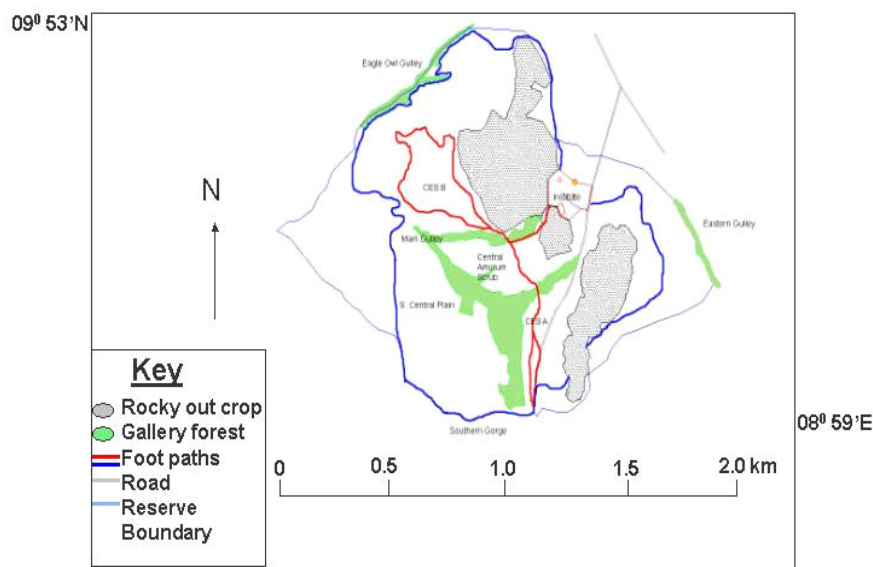 09⁰ 53'N
Eagle Owl Gulley
CES B
N
Institute
Eastern Gulley
Main Gulley
Central
Amyrum
Scrub
S. Central Plain
CES A
Southern Gorge
08⁰ 59'E
Key
Rocky out crop
Gallery forest
Foot paths
Road
Reserve
Boundary
0 0.5 1.0 1.5 2.0 km